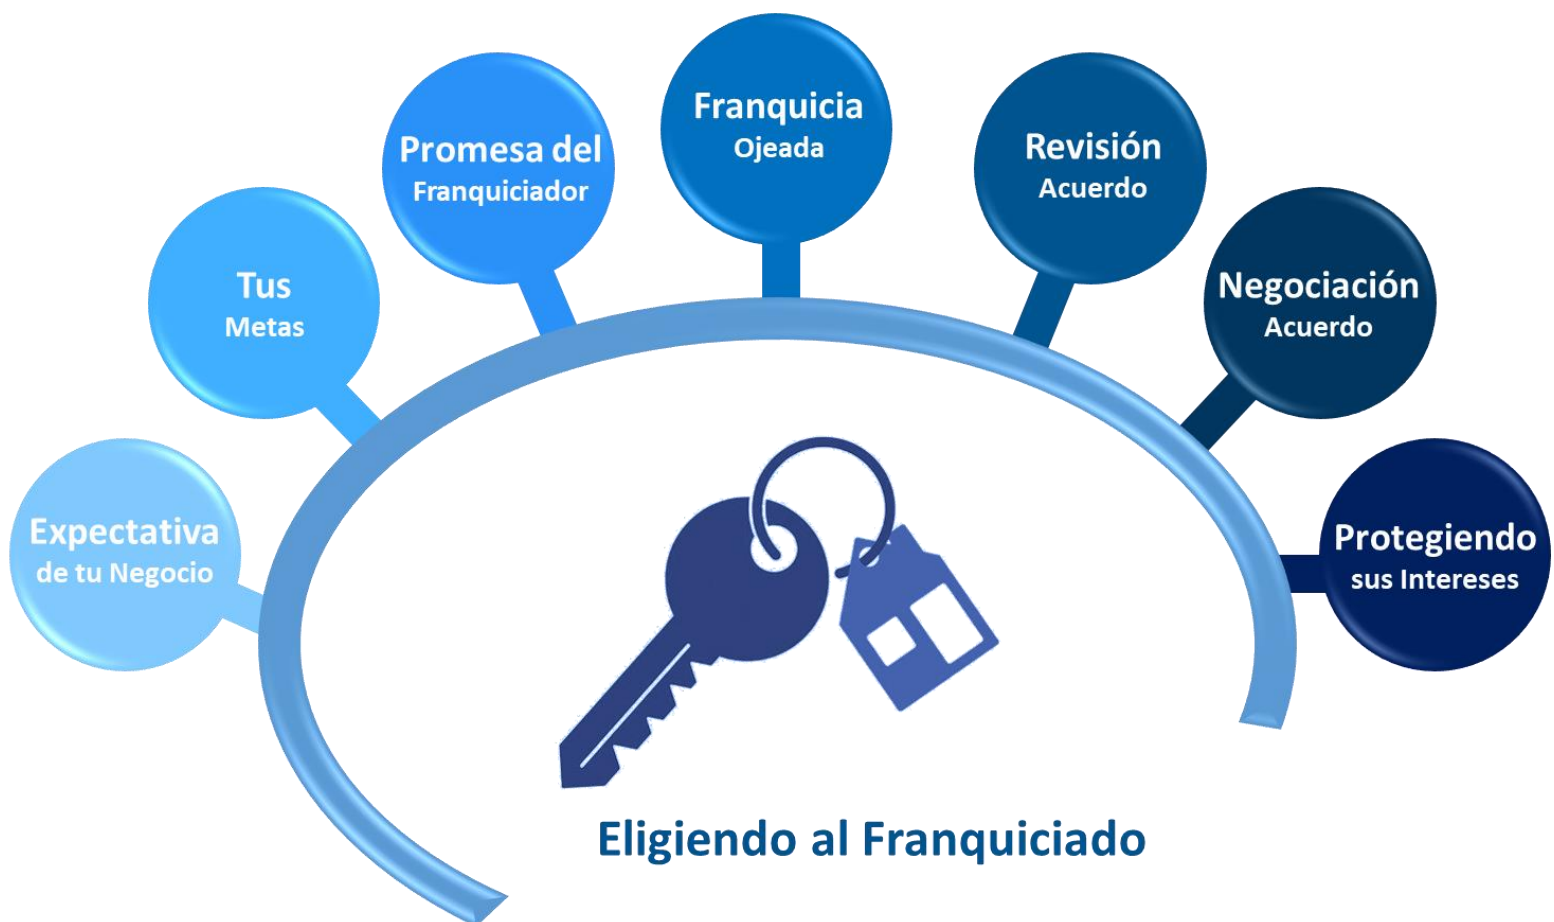 Expectativa
de tu Negocio
Tus
Metas
Promesa del
Franquiciador
Franquicia
Ojeada
Revisión
Acuerdo
Negociación
Acuerdo
Protegiendo
sus Intereses
Eligiendo al Franquiciado